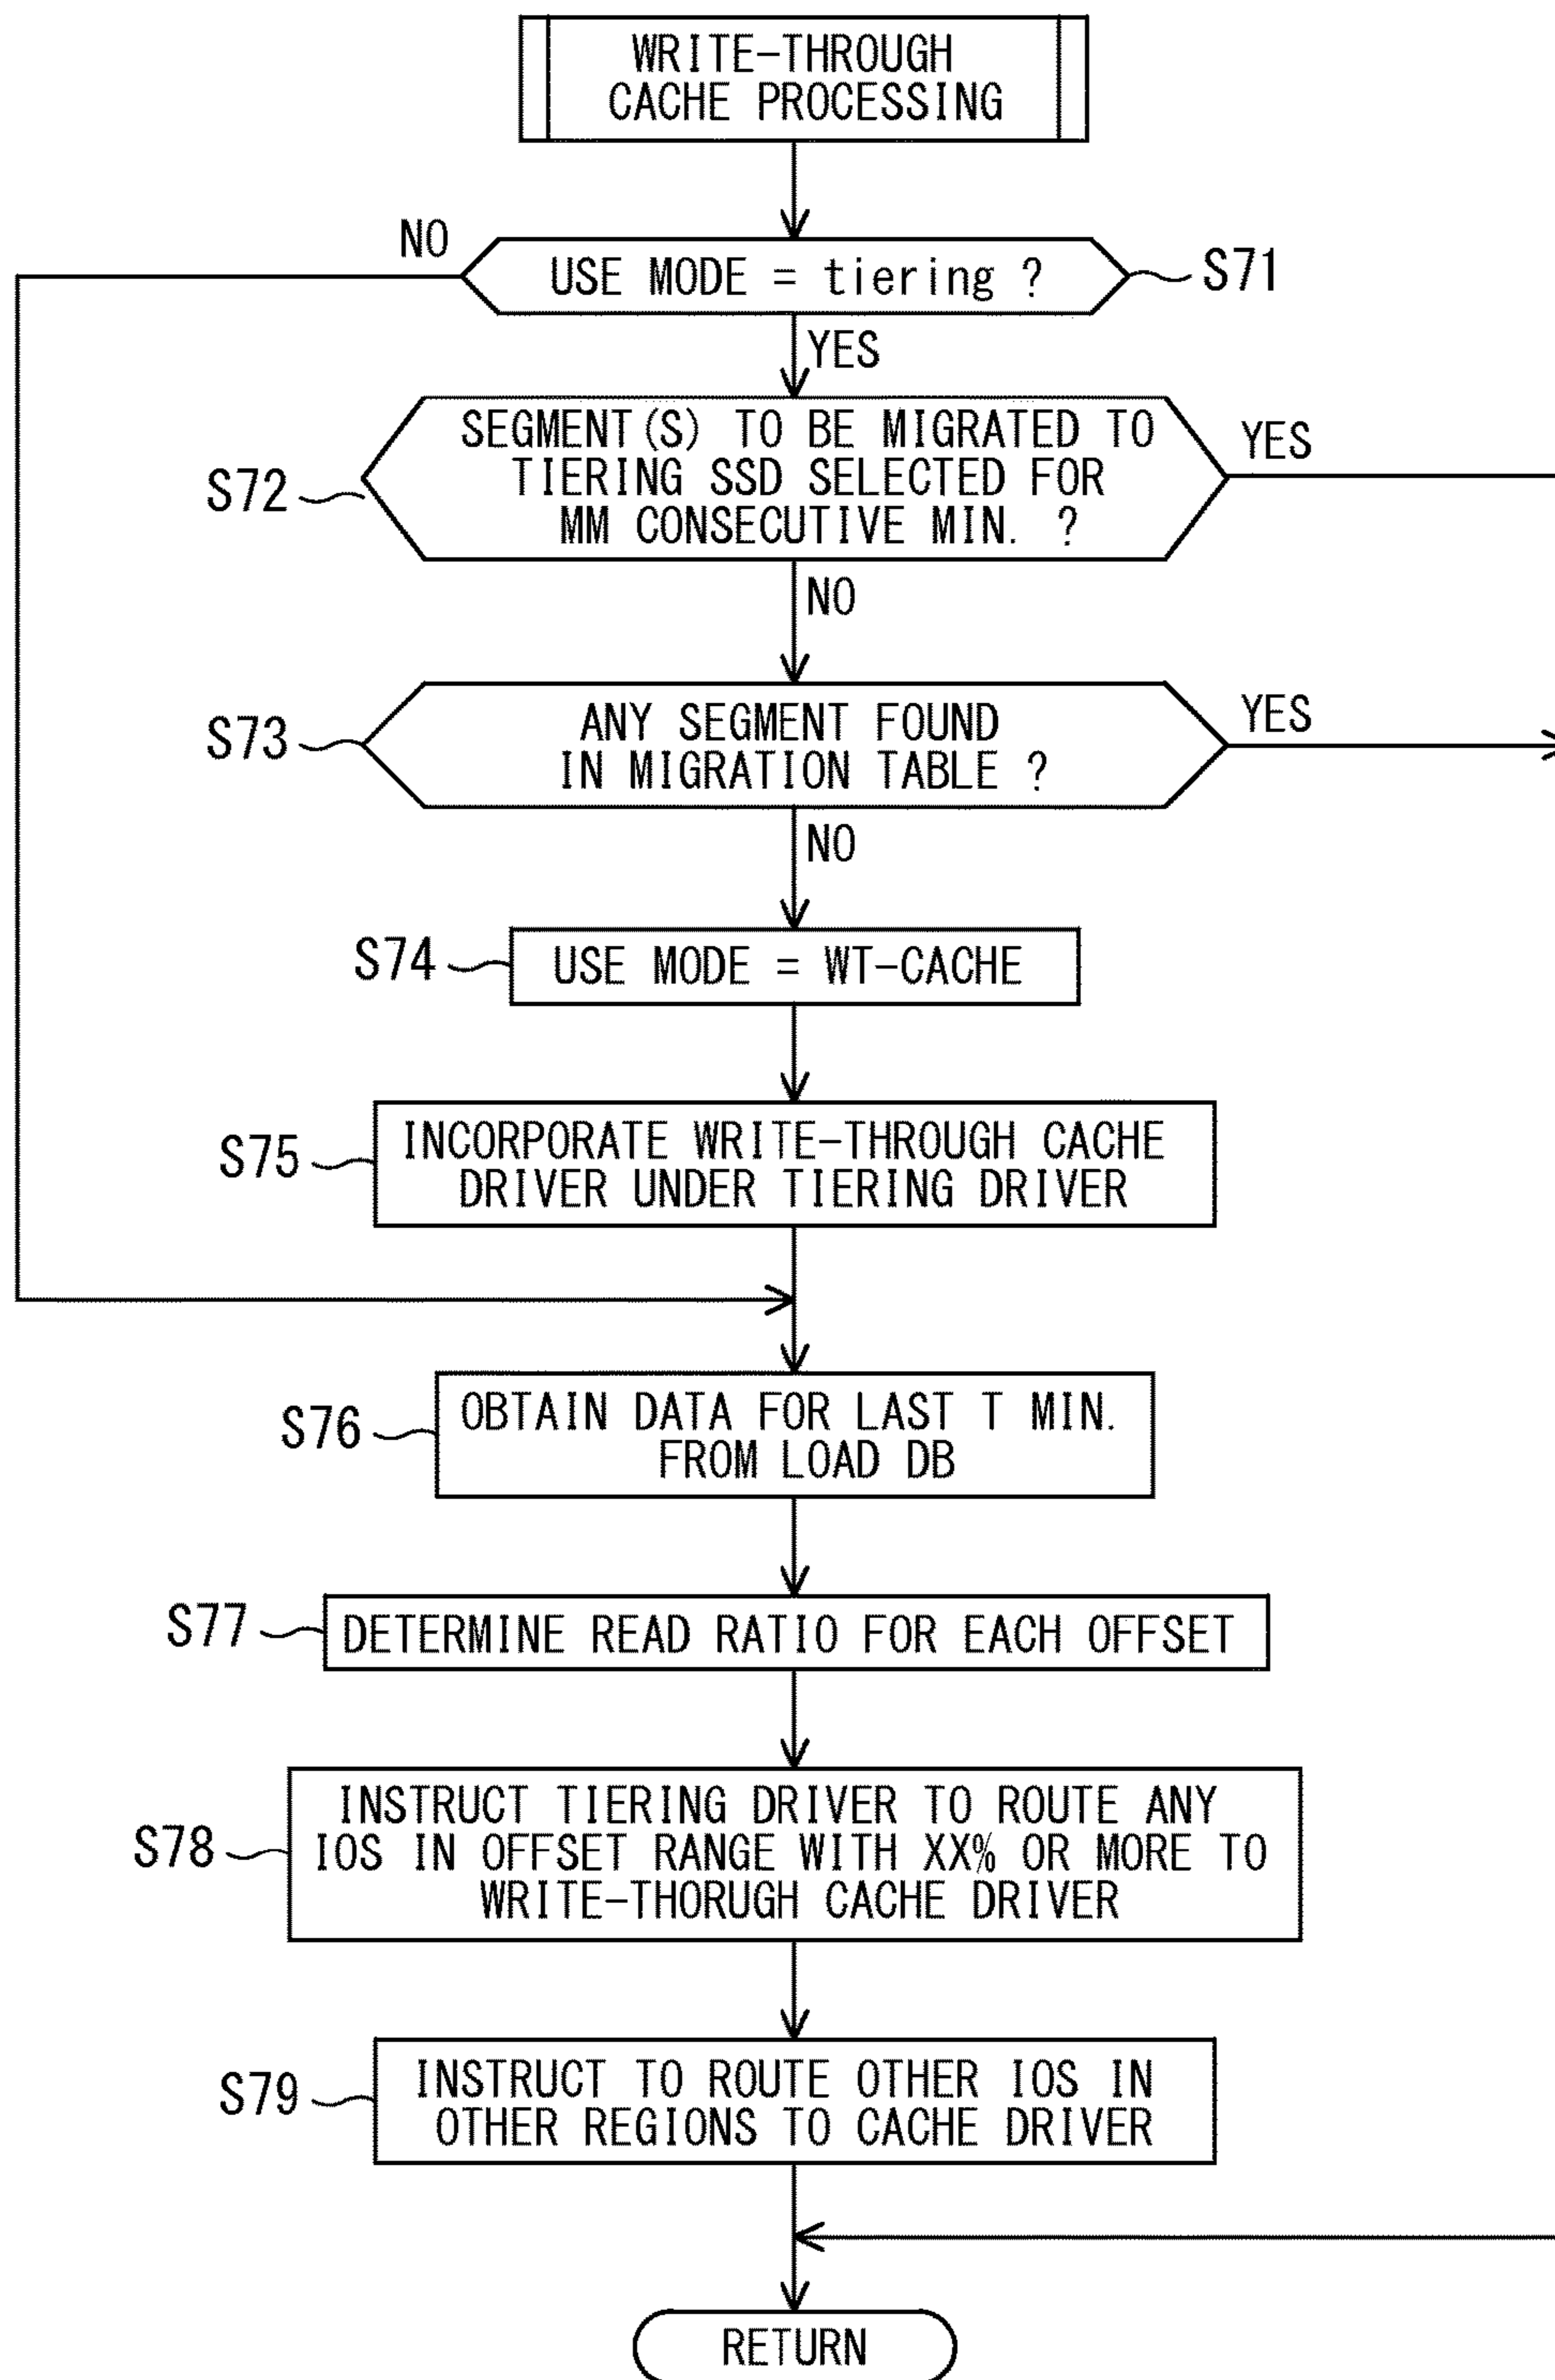 WRITE-THROUGH
CACHE PROCESSING
NO
USE MODE = tiering ?
S71
YES
SEGMENT(S) TO BE MIGRATED TO
TIERING SSD SELECTED FOR
MM CONSECUTIVE MIN. ?
YES
S72
NO
ANY SEGMENT FOUND
IN MIGRATION TABLE ?
YES
S73
NO
S74
USE MODE = WT-CACHE
S75
INCORPORATE WRITE-THROUGH CACHE
DRIVER UNDER TIERING DRIVER
S76
OBTAIN DATA FOR LAST T MIN.
FROM LOAD DB
S77
DETERMINE READ RATIO FOR EACH OFFSET
S78
INSTRUCT TIERING DRIVER TO ROUTE ANY
IOS IN OFFSET RANGE WITH XX% OR MORE TO
WRITE-THORUGH CACHE DRIVER
S79
INSTRUCT TO ROUTE OTHER IOS IN
OTHER REGIONS TO CACHE DRIVER
RETURN